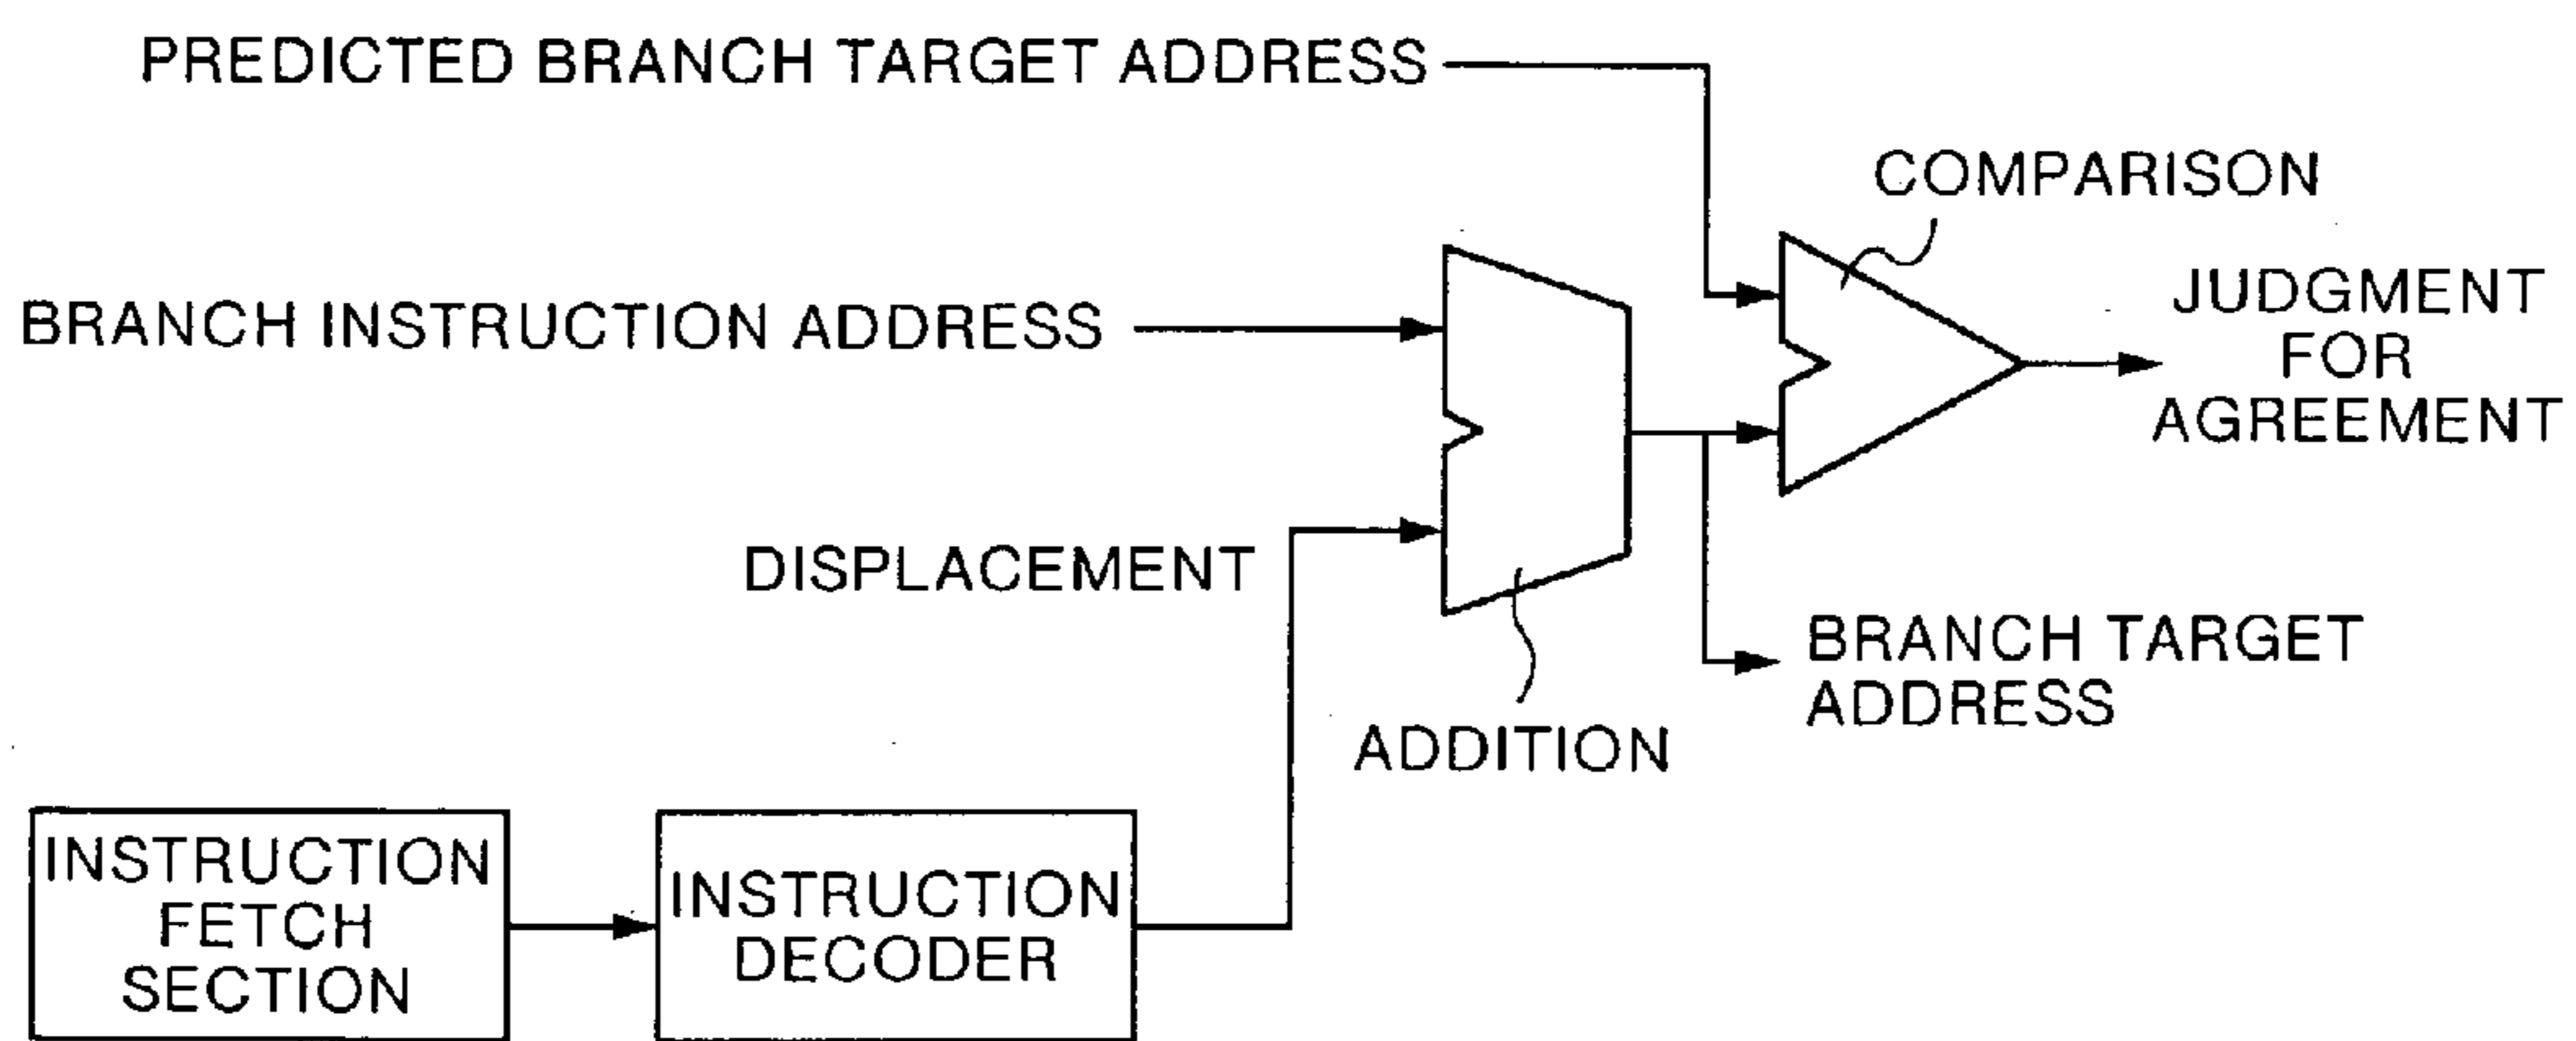 PREDICTED BRANCH TARGET ADDRESS
COMPARISON
BRANCH INSTRUCTION ADDRESS
JUDGMENT
FOR
AGREEMENT
DISPLACEMENT
BRANCH TARGET
ADDRESS
ADDITION
INSTRUCTION
FETCH
SECTION
INSTRUCTION
DECODER